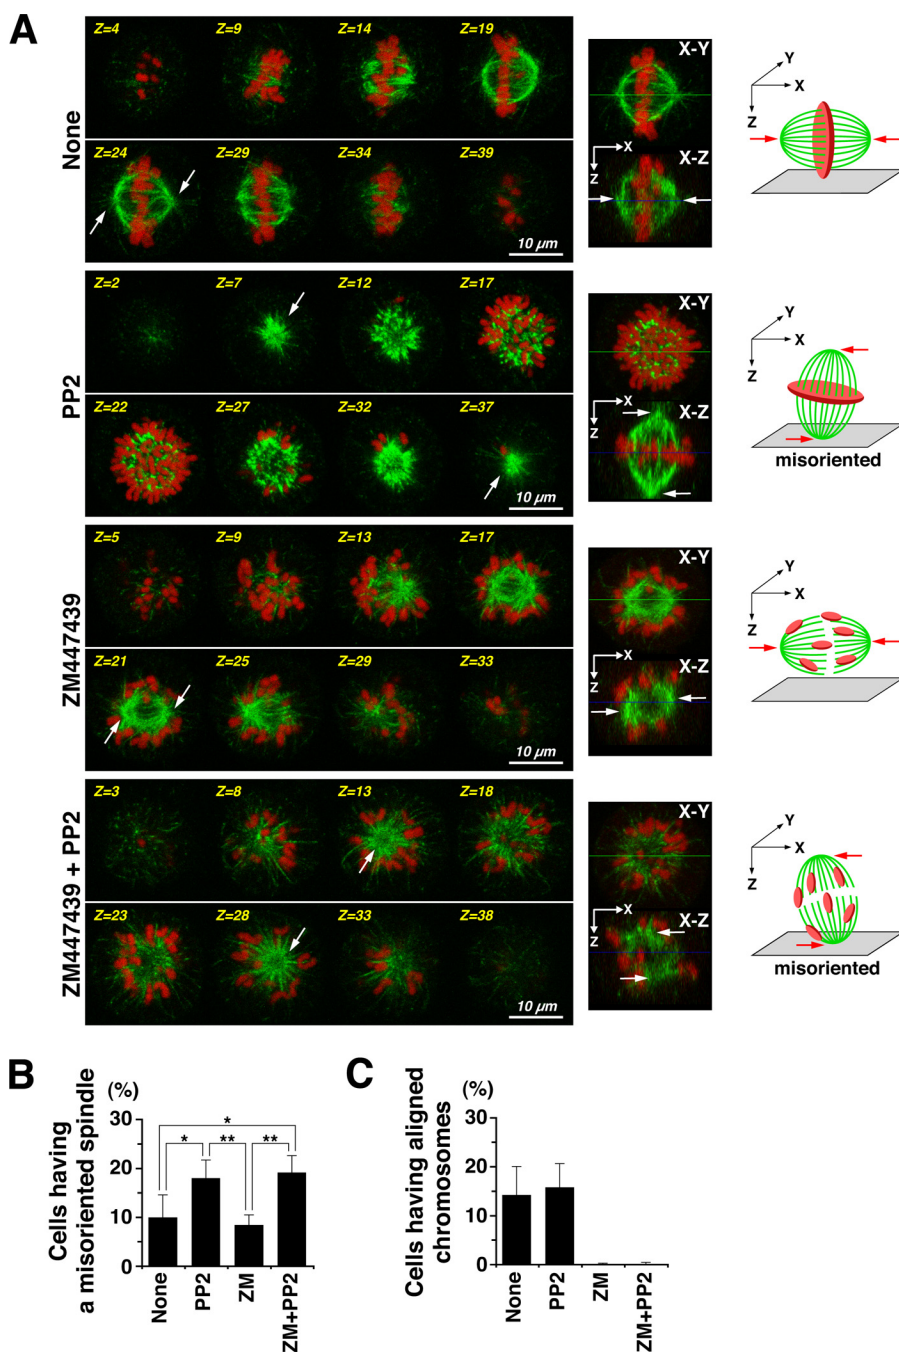 A
None
Z=4 Z=9 Z=14 Z=19
Z=24 Z=29 Z=34 Z=39
10 µm
X-Y
X
Z
X-Z
Y
X
Z
PP2
Z=2 Z=7 Z=12 Z=17
Z=22 Z=27 Z=32 Z=37
10 µm
X-Y
X
Z
X-Z
Y
X
Z
misoriented
ZM447439
Z=5 Z=9 Z=13 Z=17
Z=21 Z=25 Z=29 Z=33
10 µm
X-Y
X
Z
X-Z
Y
X
Z
ZM447439 + PP2
Z=3 Z=8 Z=13 Z=18
Z=23 Z=28 Z=33 Z=38
10 µm
X-Y
X
Z
X-Z
Y
X
Z
misoriented
B
(%)
Cells having
a misoriented spindle
30
20
10
0
*
* ** **
None PP2 ZM ZM+PP2
C
(%)
Cells having aligned
chromosomes
30
20
10
0
None PP2 ZM ZM+PP2